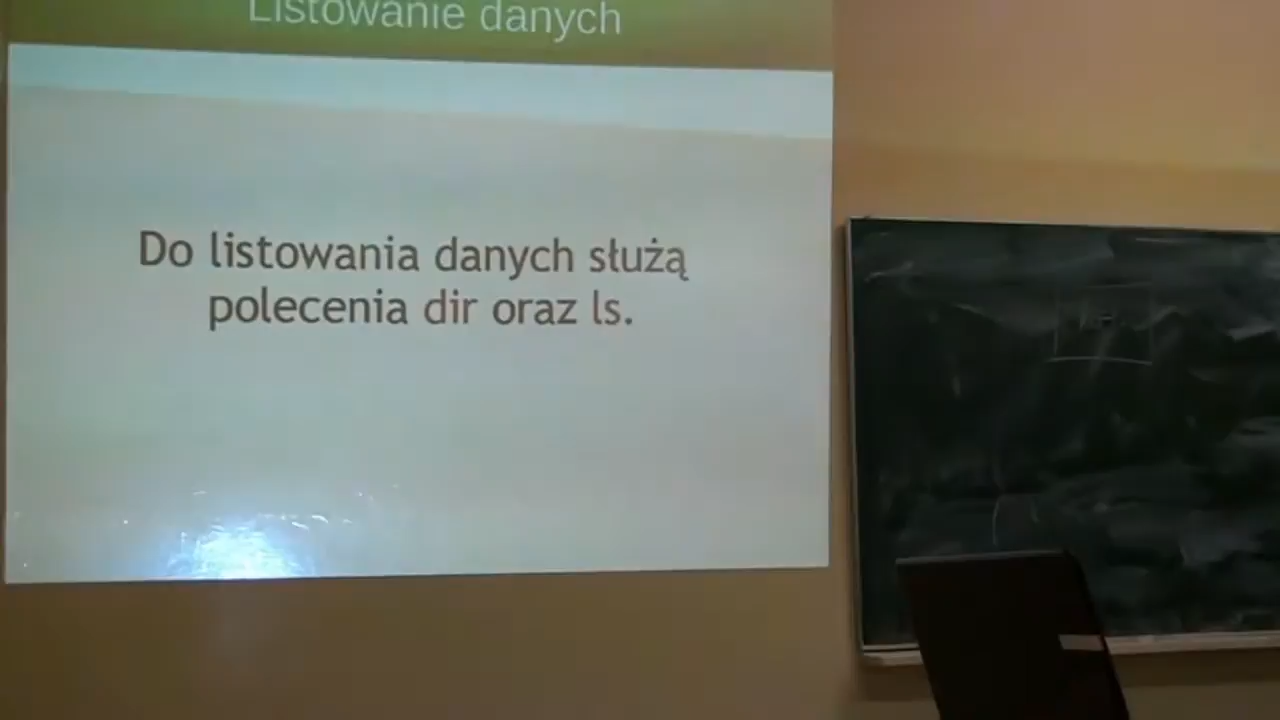 Listowanie danych
Do listowania danych służą
polecenia dir oraz ls.